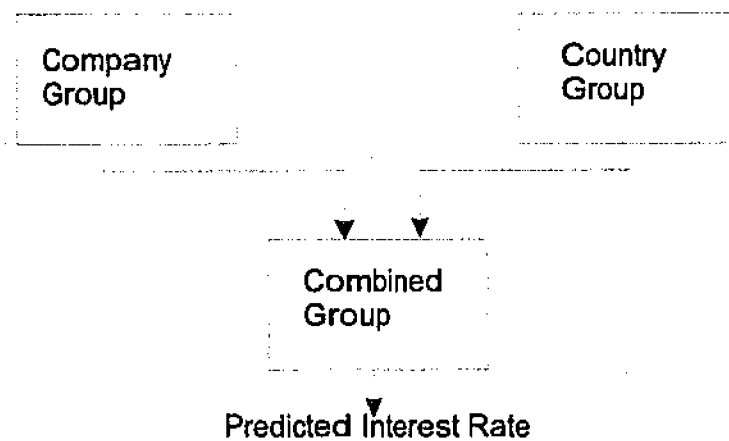 Company
Group
Country
Group
Combined
Group
Predicted Interest Rate